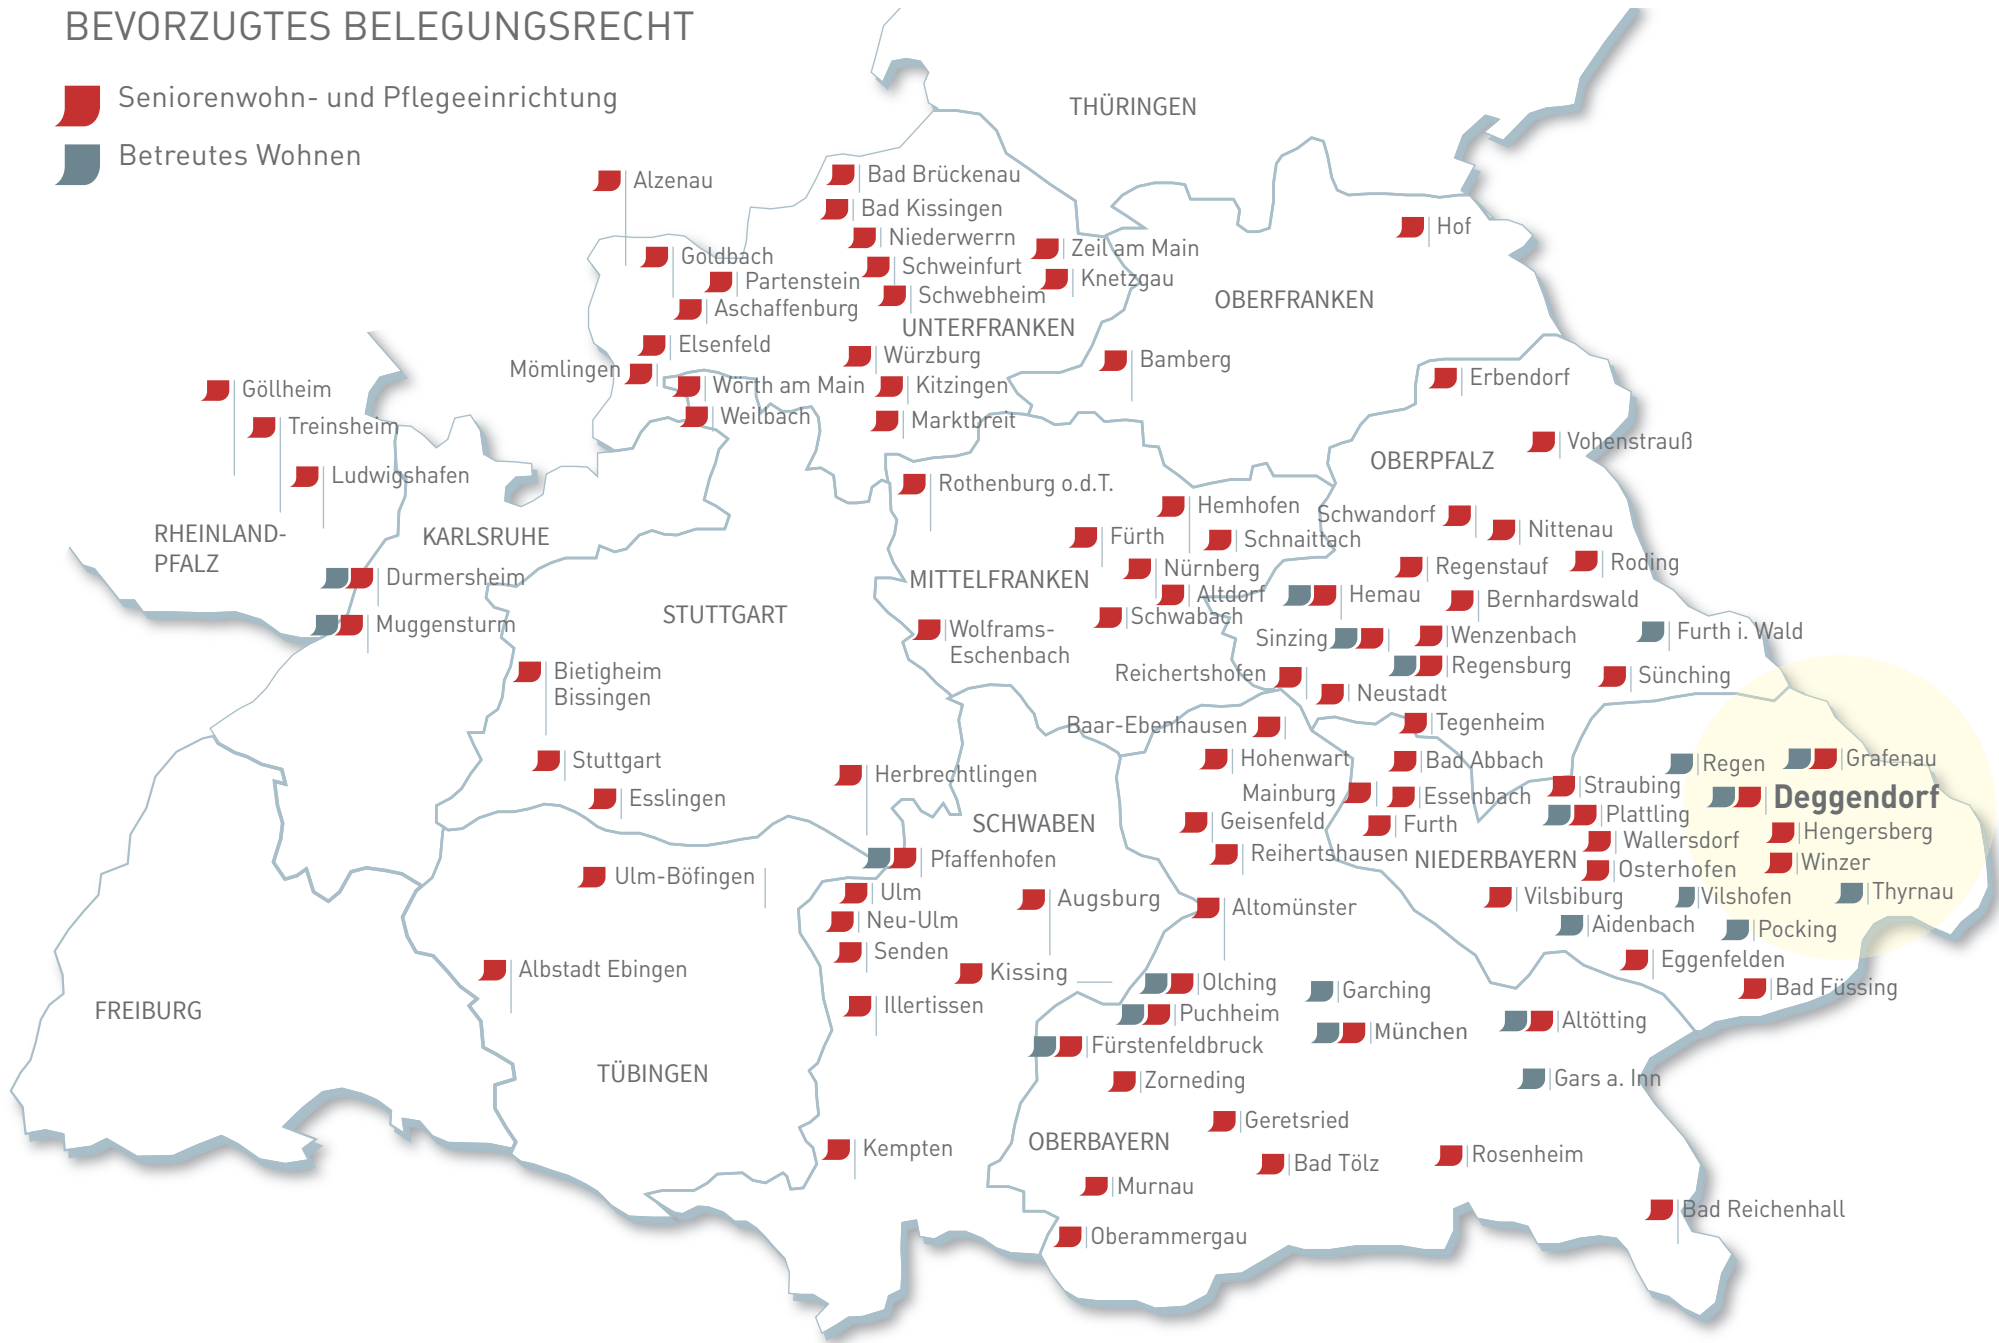 BEVORZUGTES BELEGUNGSRECHT
Seniorenwohn- und Pflegeeinrichtung
Betreutes Wohnen
THÜRINGEN
Alzenau
Bad Brückenau
Bad Kissingen
Niederwerrn
Schweinfurt
Schwebheim
Zeil am Main
Knetzgau
Hof
Goldbach
Partenstein
Aschaffenburg
OBERFRANKEN
UNTERFRANKEN
Elsenfeld
Mömlingen
Wörth am Main
Weilbach
Würzburg
Kitzingen
Marktbreit
Bamberg
Erbendorf
Göllheim
Treinsheim
Ludwigshafen
Vohenstrauß
OBERPFALZ
Rothenburg o.d.T.
Hemhofen
Schwandorf
Nittenau
Fürth
Schnaittach
RHEINLAND-
PFALZ
KARLSRUHE
Durmersheim
Muggensturm
MITTELFRANKEN
Nürnberg
Altdorf
Schwabach
Regenstauf
Roding
Hemau
Bernhardswald
STUTTGART
Wolframs-
Eschenbach
Sinzing
Wenzenbach
Furth i. Wald
Regensburg
Reichertshofen
Neustadt
Sünching
Bietigheim
Bissingen
Baar-Ebenhausen
Tegenheim
Stuttgart
Esslingen
Herbrechtlingen
Hohenwart
Bad Abbach
Regen
Grafenau
Mainburg
Essenbach
Straubing
Deggendorf
SCHWABEN
Geisenfeld
Furth
Plattling
Hengersberg
Wallersdorf
Reihertshausen
NIEDERBAYERN
Osterhofen
Winzer
Pfaffenhofen
Ulm-Böfingen
Ulm
Neu-Ulm
Senden
Augsburg
Altomünster
Vilsbiburg
Vilshofen
Thyrnau
Aidenbach
Pocking
Eggenfelden
Bad Füssing
Albstadt Ebingen
Kissing
Illertissen
Olching
Garching
Puchheim
München
Altötting
Fürstenfeldbruck
FREIBURG
TÜBINGEN
Zorneding
Gars a. Inn
Geretsried
OBERBAYERN
Kempten
Bad Tölz
Rosenheim
Murnau
Bad Reichenhall
Oberammergau